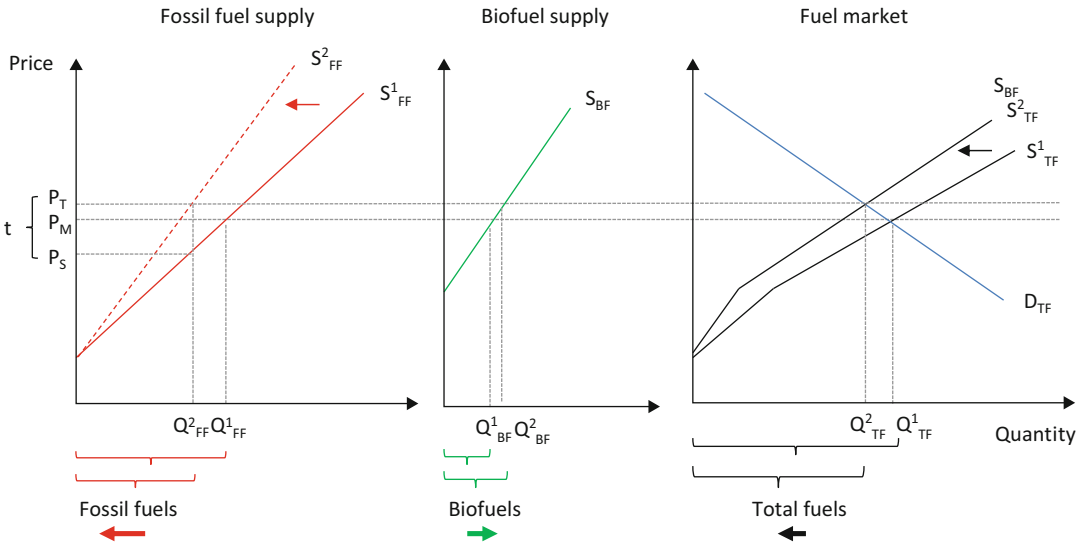 Fossil fuel supply
Biofuel supply
Fuel market
Price
S²FF
S¹FF
SBF
SBF
S²TF
S¹TF
PT
PM
PS
t
DTF
Q²FF Q¹FF
Q¹BF Q²BF
Q²TF Q¹TF
Quantity
Fossil fuels
Biofuels
Total fuels